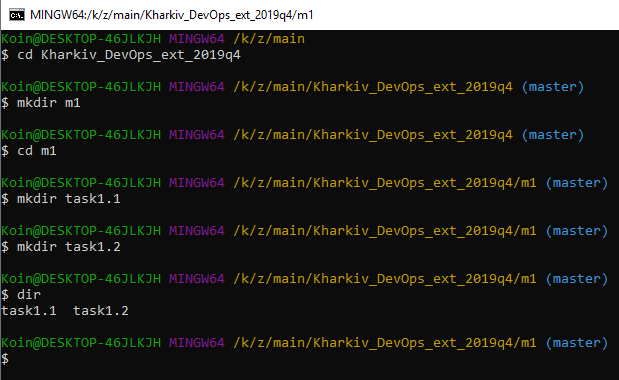 MINGW64:/k/z/main/Kharkiv_DevOps_ext_2019q4/m1
Koin@DESKTOP-46JLKJH MINGW64 /k/z/main
$ cd Kharkiv_DevOps_ext_2019q4
Koin@DESKTOP-46JLKJH MINGW64 /k/z/main/Kharkiv_DevOps_ext_2019q4 (master)
$ mkdir m1
Koin@DESKTOP-46JLKJH MINGW64 /k/z/main/Kharkiv_DevOps_ext_2019q4 (master)
$ cd m1
Koin@DESKTOP-46JLKJH MINGW64 /k/z/main/Kharkiv_DevOps_ext_2019q4/m1 (master)
$ mkdir task1.1
Koin@DESKTOP-46JLKJH MINGW64 /k/z/main/Kharkiv_DevOps_ext_2019q4/m1 (master)
$ mkdir task1.2
Koin@DESKTOP-46JLKJH MINGW64 /k/z/main/Kharkiv_DevOps_ext_2019q4/m1 (master)
$ dir
task1.1  task1.2
Koin@DESKTOP-46JLKJH MINGW64 /k/z/main/Kharkiv_DevOps_ext_2019q4/m1 (master)
$